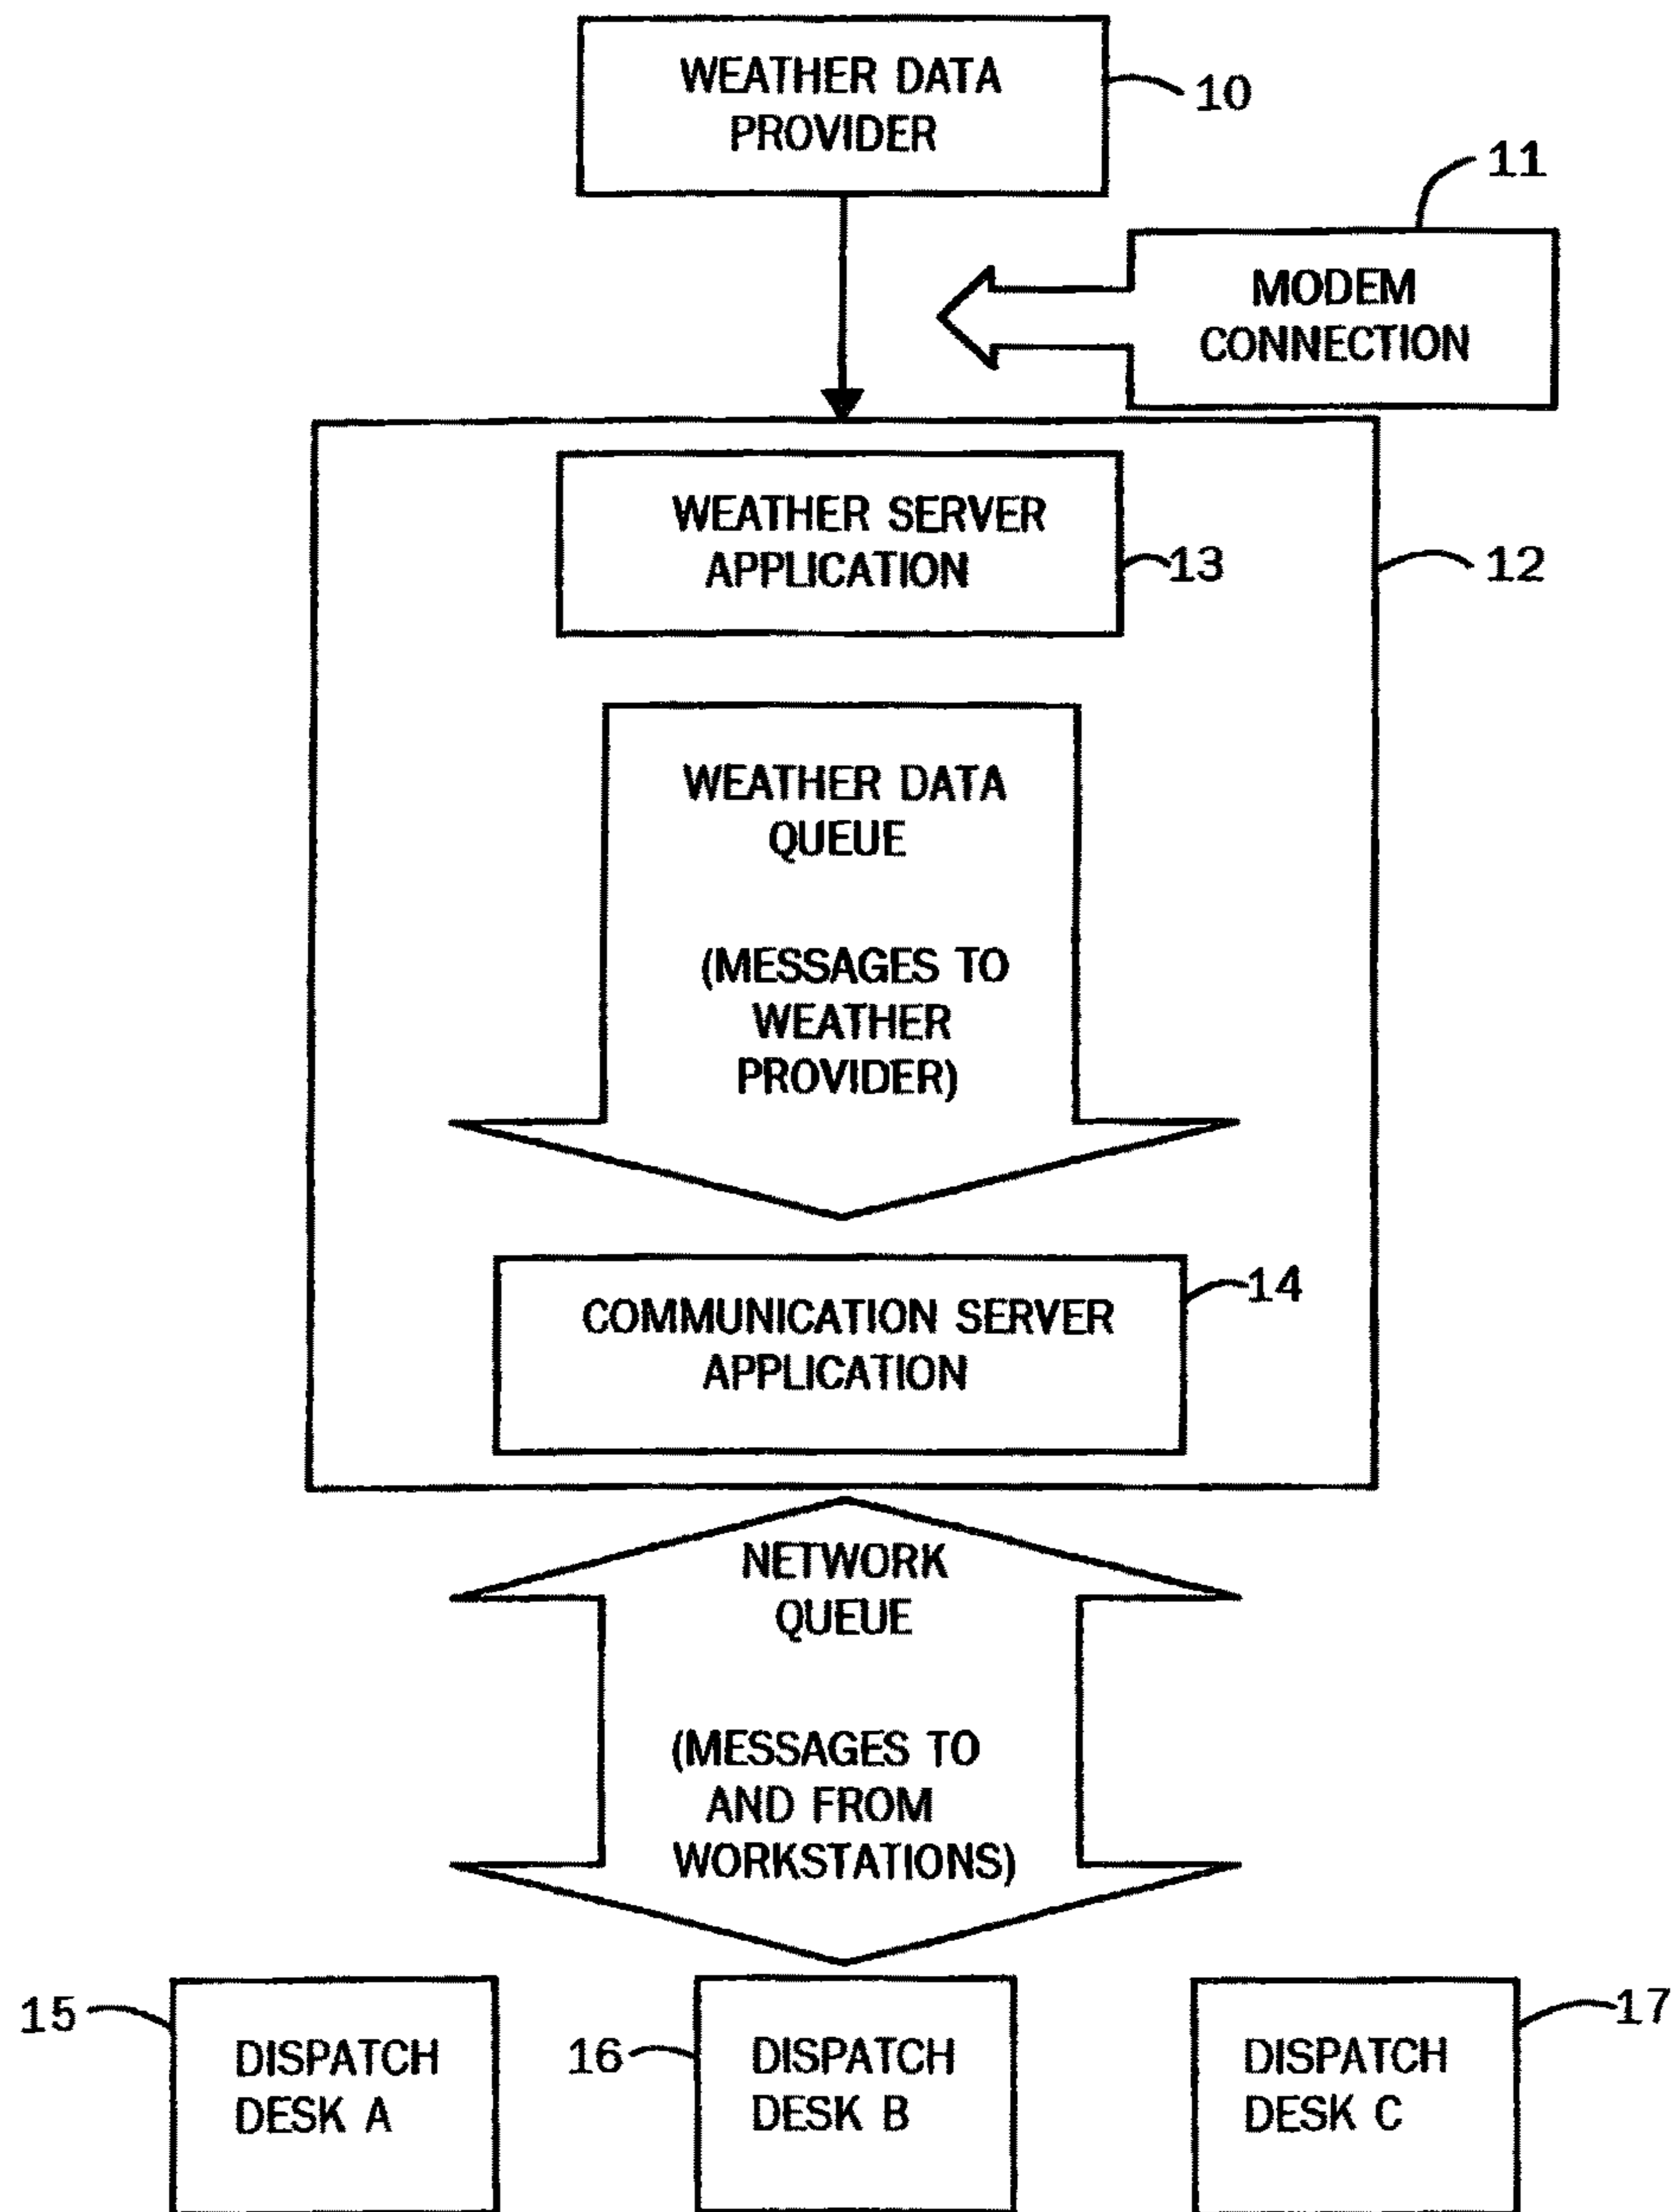 WEATHER DATA
PROVIDER
10
11
MODEM
CONNECTION
WEATHER SERVER
APPLICATION
13
12
WEATHER DATA
QUEUE
(MESSAGES TO
WEATHER
PROVIDER)
14
COMMUNICATION SERVER
APPLICATION
NETWORK
QUEUE
(MESSAGES TO
AND FROM
WORKSTATIONS)
15
DISPATCH
DESK A
16
DISPATCH
DESK B
17
DISPATCH
DESK C